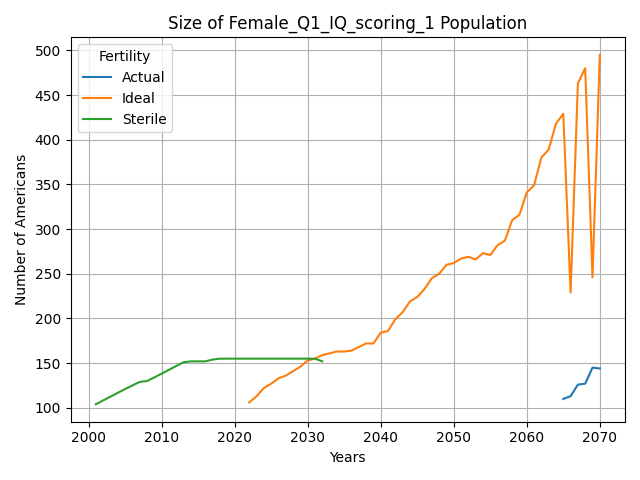 Size of Female_Q1_IQ_scoring_1 Population
Fertility
Actual
Ideal
Sterile
Number of Americans
500
450
400
350
300
250
200
150
100
2000 2010 2020 2030 2040 2050 2060 2070
Years